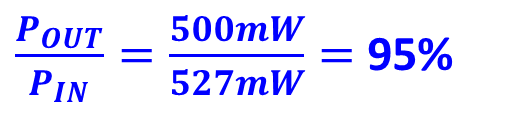 P_OUT / P_IN = 500mW / 527mW = 95%